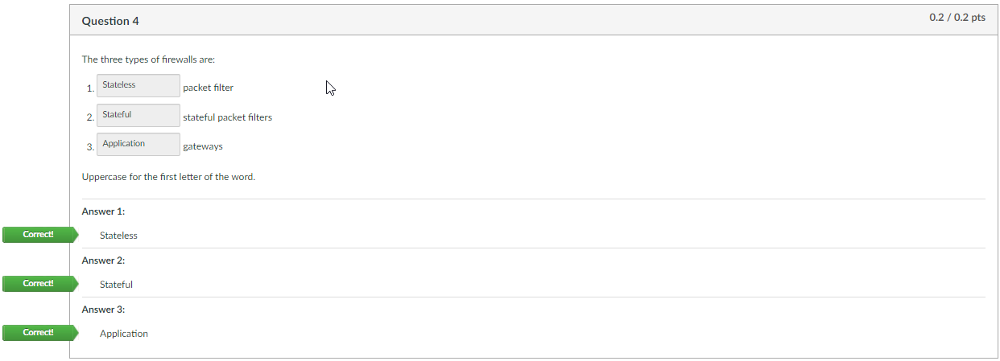 Question 4
0.2 / 0.2 pts
The three types of firewalls are:
1. Stateless packet filter
2. Stateful stateful packet filters
3. Application gateways
Uppercase for the first letter of the word.
Answer 1:
Correct! Stateless
Answer 2:
Correct! Stateful
Answer 3:
Correct! Application